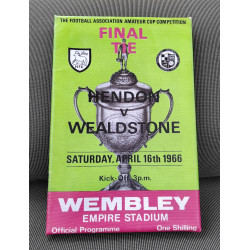 THE FOOTBALL ASSOCIATION AMATEUR CUP COMPETITION
FINAL
TIE
HENDON
v
WEALDSTONE
SATURDAY, APRIL 16th 1966
Kick-Off 3p.m.
WEMBLEY
EMPIRE STADIUM
Official Programme One Shilling